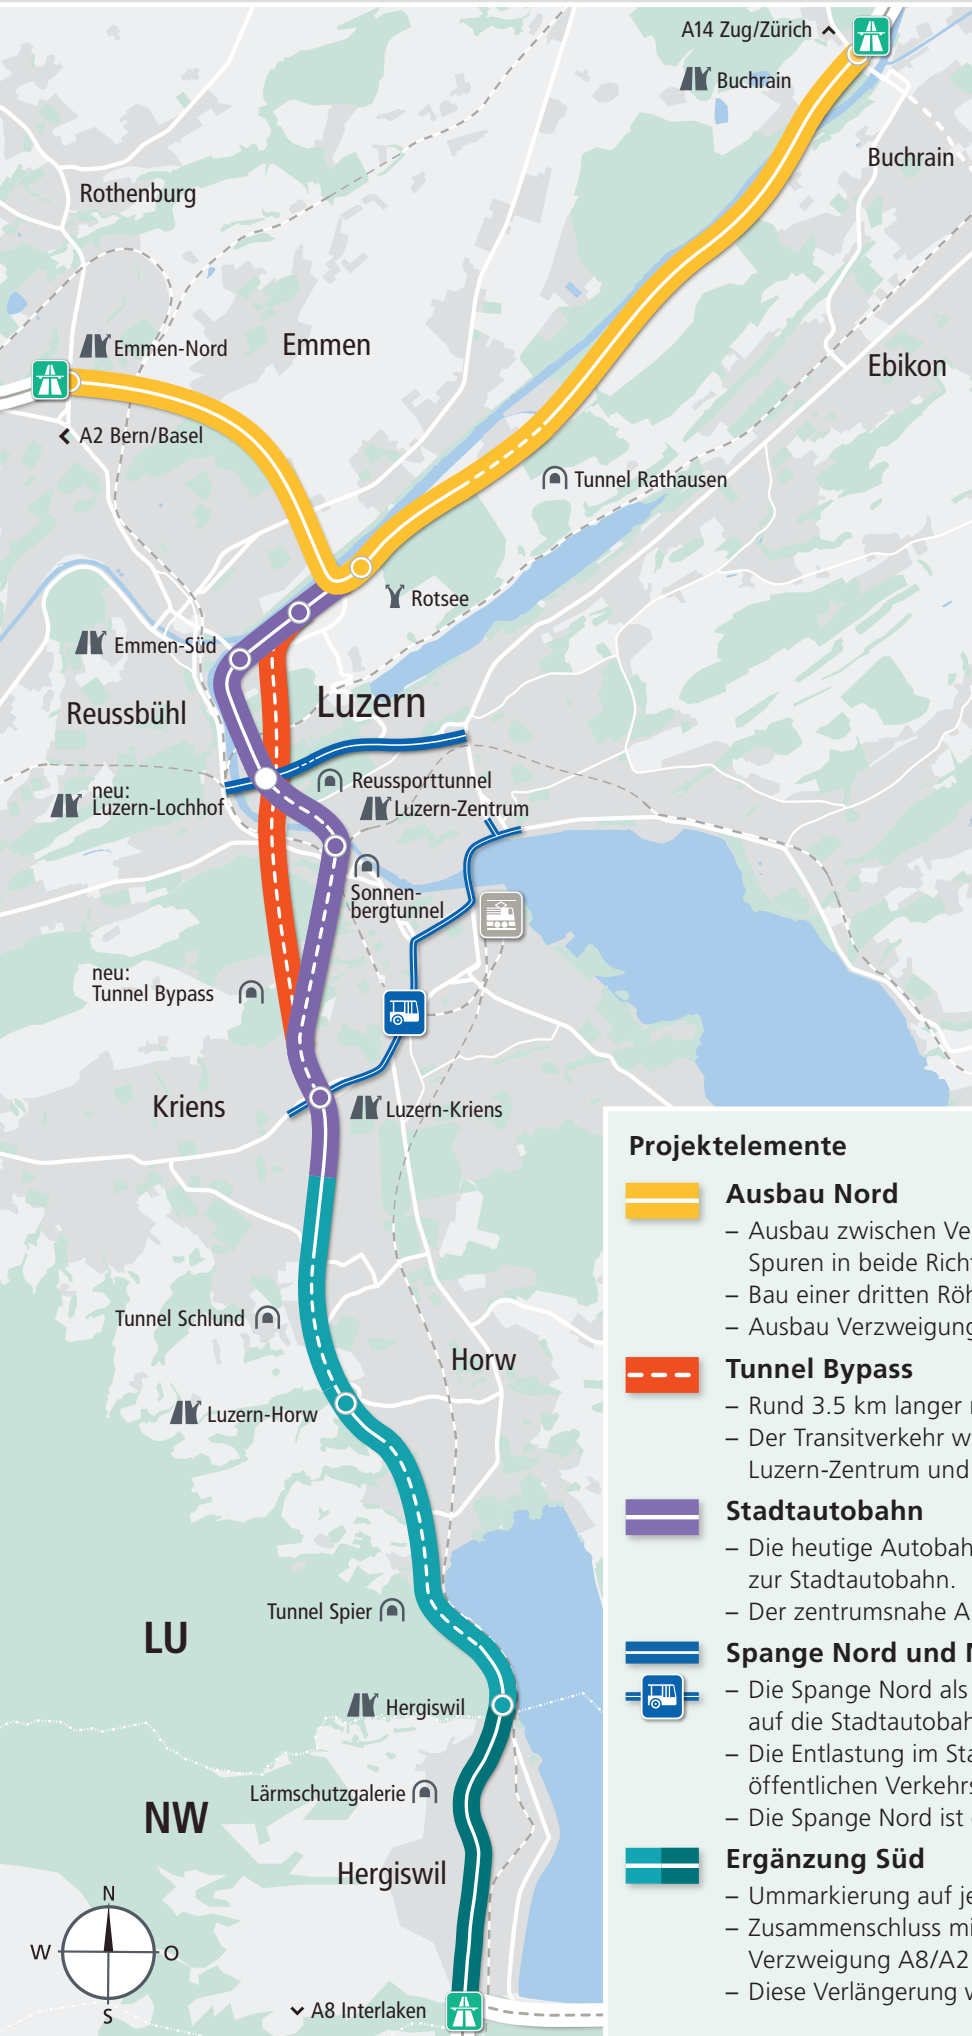 A14 Zug/Zürich
Buchrain
Buchrain
Rothenburg
Emmen-Nord
Emmen
Ebikon
A2 Bern/Basel
Tunnel Rathausen
Rotsee
Emmen-Süd
Luzern
Reussbühl
Reussporttunnel
neu:
Luzern-Lochhof
Luzern-Zentrum
Sonnen-
bergtunnel
neu:
Tunnel Bypass
Kriens
Luzern-Kriens
Tunnel Schlund
Horw
Luzern-Horw
Tunnel Spier
LU
Hergiswil
Lärmschutzgalerie
NW
Hergiswil
N
W
O
S
A8 Interlaken
Projektelemente
Ausbau Nord
– Ausbau zwischen Ve
Spuren in beide Rich
– Bau einer dritten Röh
– Ausbau Verzweigung
Tunnel Bypass
– Rund 3.5 km langer
– Der Transitverkehr w
Luzern-Zentrum und
Stadtautobahn
– Die heutige Autobah
zur Stadtautobahn.
– Der zentrumsnahe A
Spange Nord und
– Die Spange Nord als
auf die Stadtautobah
– Die Entlastung im Sta
öffentlichen Verkehrs
– Die Spange Nord ist
Ergänzung Süd
– Ummarkierung auf je
– Zusammenschluss mi
Verzweigung A8/A2
– Diese Verlängerung v